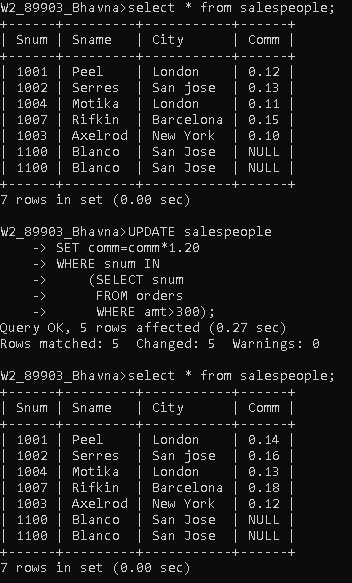 W2_89903_Bhavna>select * from salespeople;
+------+---------+-----------+------+
| Snum | Sname   | City      | Comm |
+------+---------+-----------+------+
| 1001 | Peel    | London    | 0.12 |
| 1002 | Serres  | San jose  | 0.13 |
| 1004 | Motika  | London    | 0.11 |
| 1007 | Rifkin  | Barcelona | 0.15 |
| 1003 | Axelrod | New York  | 0.10 |
| 1100 | Blanco  | San Jose  | NULL |
| 1100 | Blanco  | San Jose  | NULL |
+------+---------+-----------+------+
7 rows in set (0.00 sec)

W2_89903_Bhavna>UPDATE salespeople
    -> SET comm=comm*1.20
    -> WHERE snum IN
    ->     (SELECT snum
    ->      FROM orders
    ->      WHERE amt>300);
Query OK, 5 rows affected (0.27 sec)
Rows matched: 5  Changed: 5  Warnings: 0

W2_89903_Bhavna>select * from salespeople;
+------+---------+-----------+------+
| Snum | Sname   | City      | Comm |
+------+---------+-----------+------+
| 1001 | Peel    | London    | 0.14 |
| 1002 | Serres  | San jose  | 0.16 |
| 1004 | Motika  | London    | 0.13 |
| 1007 | Rifkin  | Barcelona | 0.18 |
| 1003 | Axelrod | New York  | 0.12 |
| 1100 | Blanco  | San Jose  | NULL |
| 1100 | Blanco  | San Jose  | NULL |
+------+---------+-----------+------+
7 rows in set (0.00 sec)